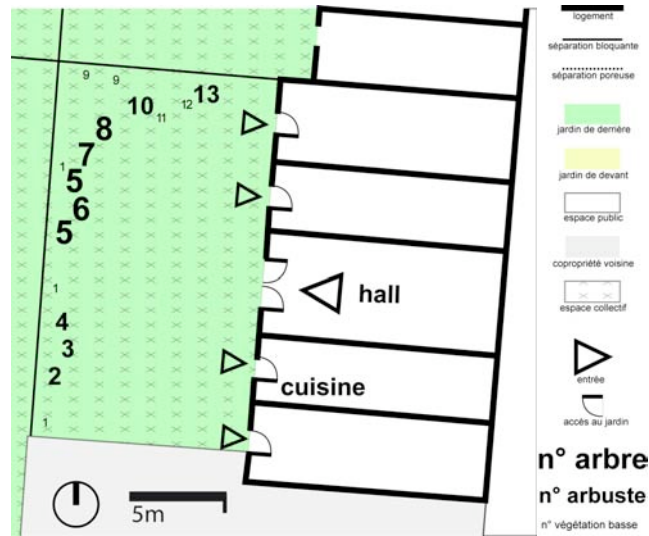 9
9
10
11
12
13
8
7
1
5
6
5
1
4
3
2
1
hall
cuisine
5m
logement
séparation bloquante
séparation poreuse
jardin de derrière
jardin de devant
espace public
copropriété voisine
espace collectif
entrée
accès au jardin
n° arbre
n° arbuste
n° végétation basse